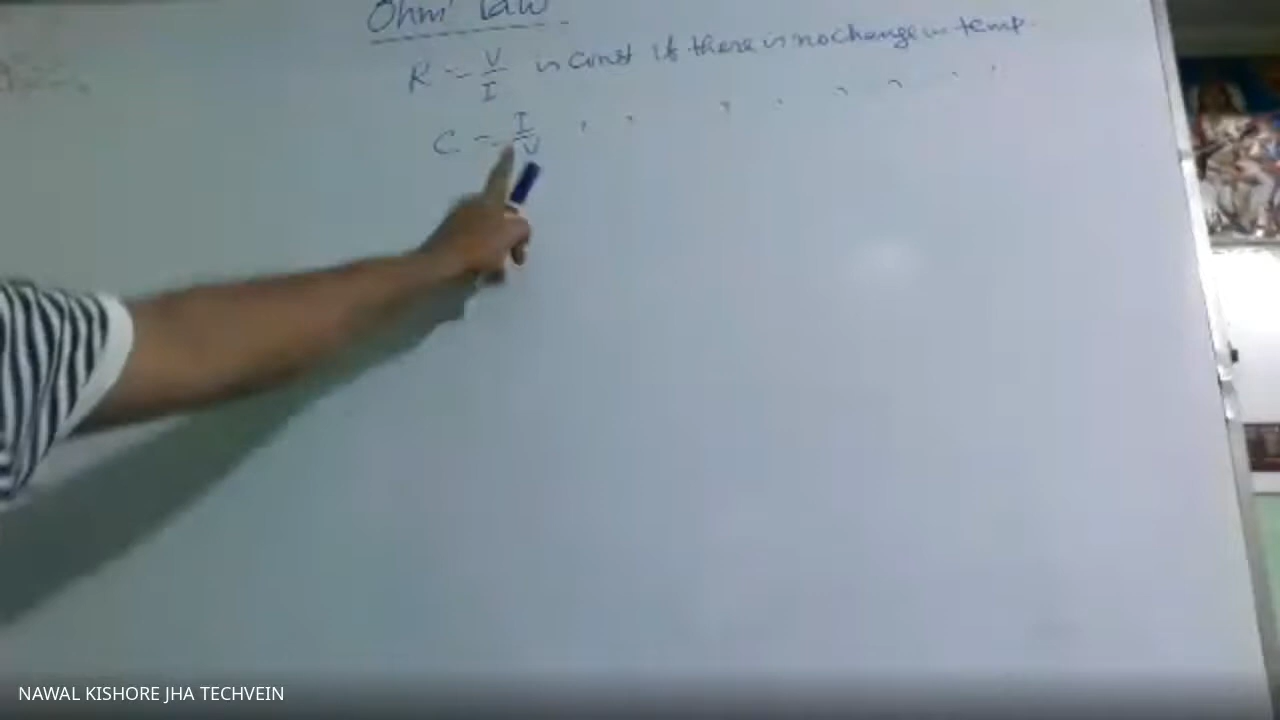 Ohm' Law
R = V/I is const if there is no change in temp.
C = I/V " " " " " " " "
NAWAL KISHORE JHA TECHVEIN